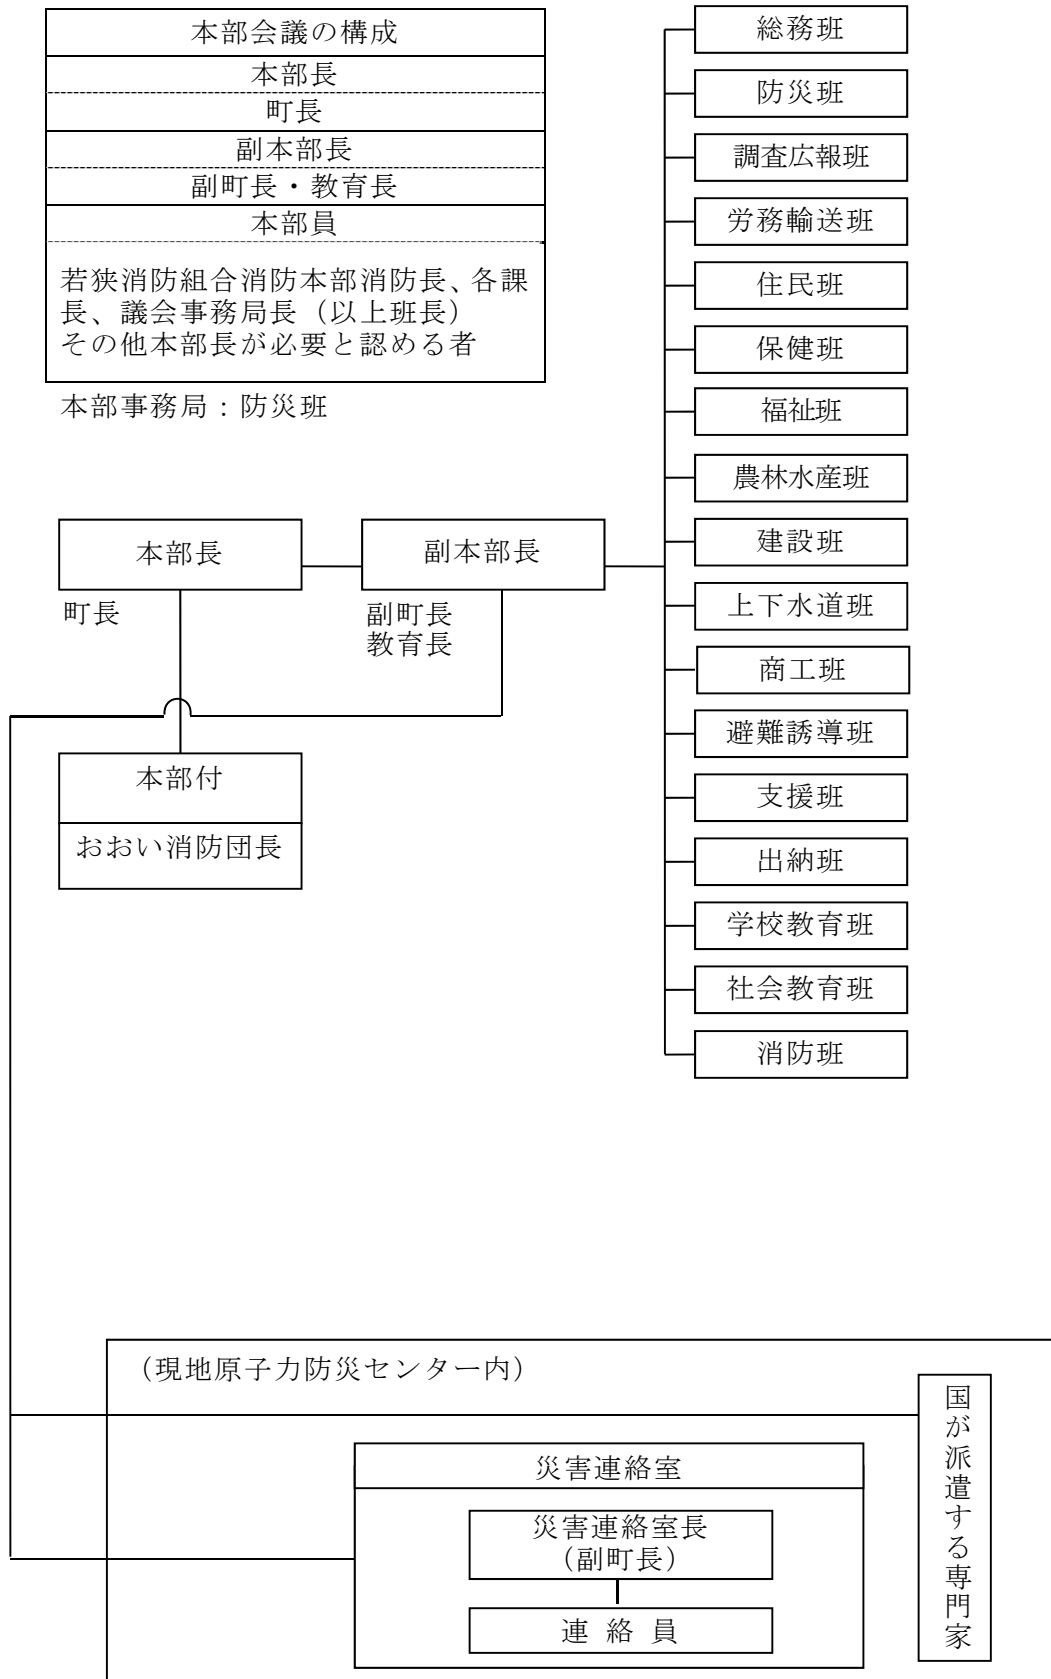 本部会議の構成
本部長
町長
副本部長
副町長・教育長
本部員
若狭消防組合消防本部消防長、各課
長、議会事務局長（以上班長）
その他本部長が必要と認める者
本部事務局：防災班
総務班
防災班
調査広報班
労務輸送班
住民班
保健班
福祉班
農林水産班
建設班
上下水道班
商工班
避難誘導班
支援班
出納班
学校教育班
社会教育班
消防班
本部長
町長
副本部長
副町長
教育長
本部付
おおい消防団長
（現地原子力防災センター内）
国が派遣する専門家
災害連絡室
災害連絡室長
（副町長）
連 絡 員